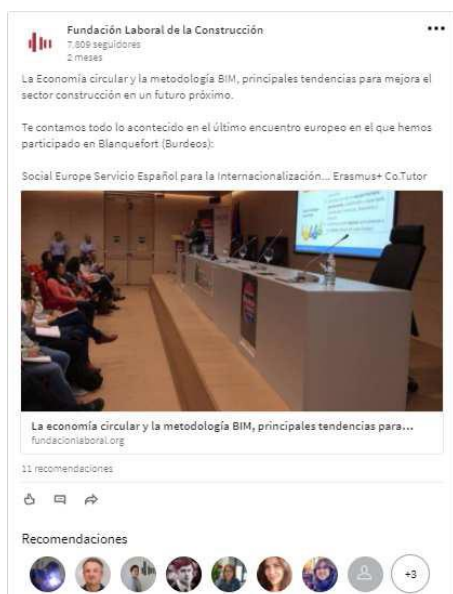 Fundación Laboral de la Construcción
7.809 seguidores
2 meses
La Economía circular y la metodología BIM, principales tendencias para mejora el
sector construcción en un futuro próximo.
Te contamos todo lo acontecido en el último encuentro europeo en el que hemos
participado en Blanquefort (Burdeos):
Social Europe Servicio Español para la Internacionalización... Erasmus+ Co.Tutor
La economía circular y la metodología BIM, principales tendencias para...
fundacionlaboral.org
11 recomendaciones
Recomendaciones
+3